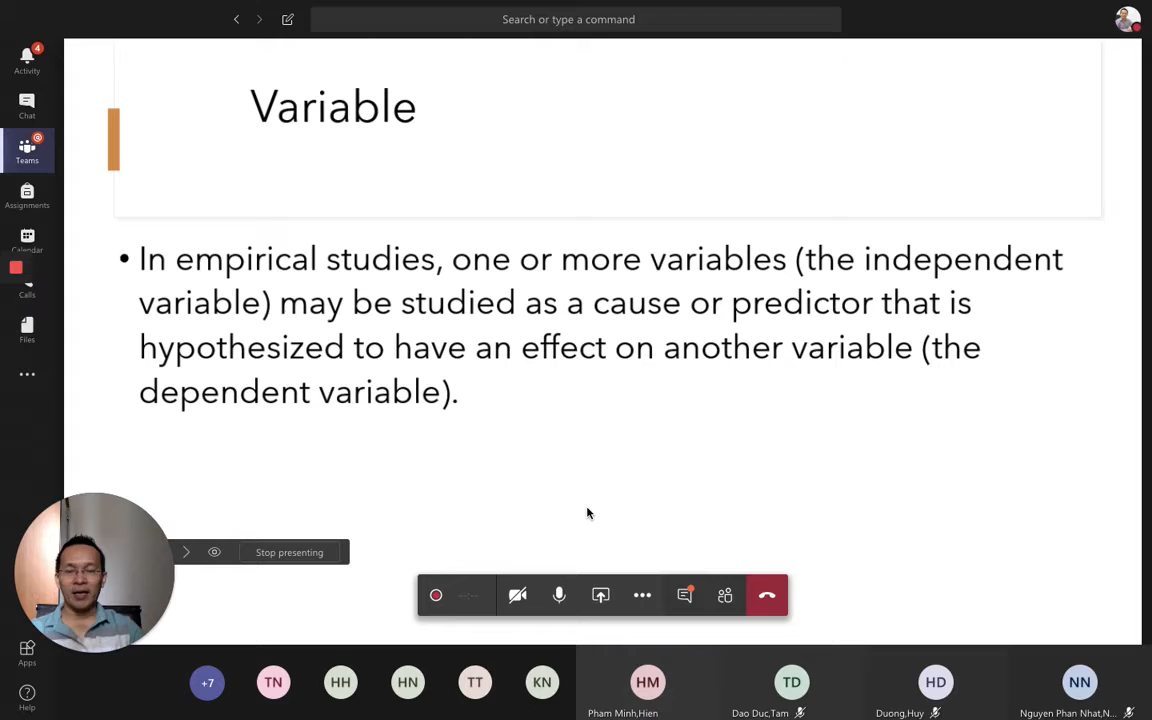 Search or type a command
4
Activity
Chat
Teams
Assignments
Calendar
Calls
Files
Variable
• In empirical studies, one or more variables (the independent
variable) may be studied as a cause or predictor that is
hypothesized to have an effect on another variable (the
dependent variable).
Stop presenting
--:--
Apps
Help
+7
TN
HH
HN
TT
KN
HM
TD
HD
NN
Pham Minh,Hien
Dao Duc,Tam
Duong,Huy
Nguyen Phan Nhat,N...